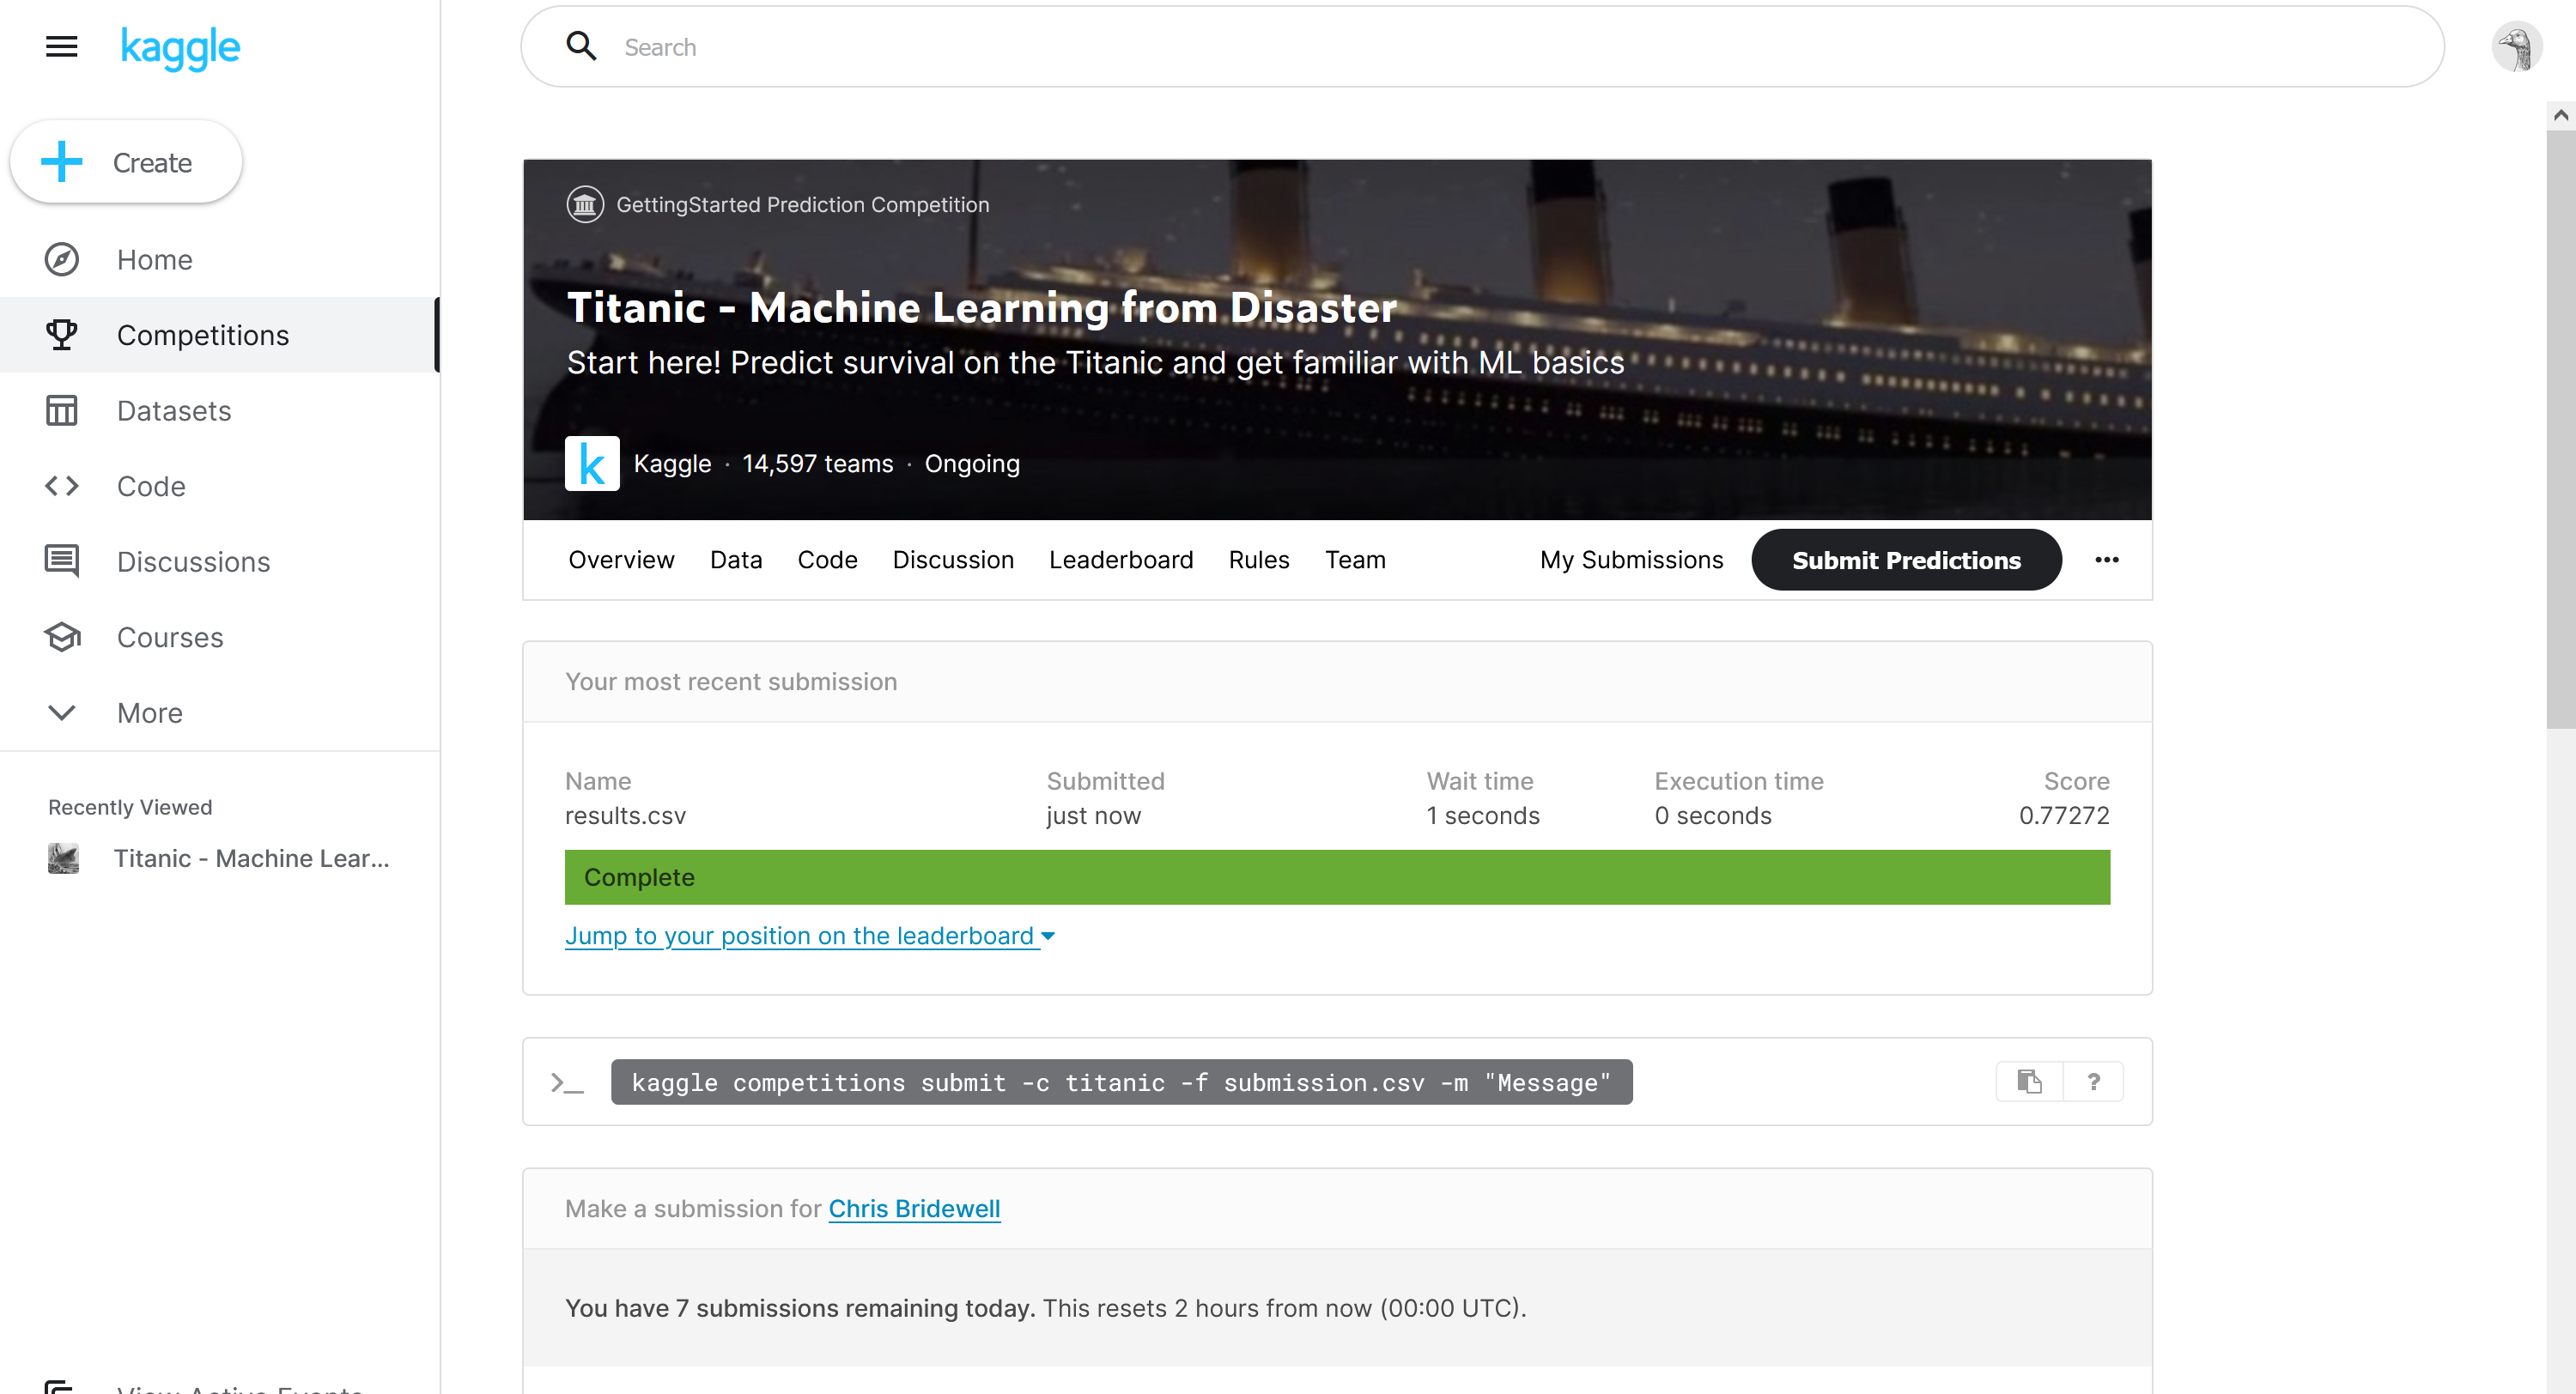 kaggle
Search
Create
Home
Competitions
Datasets
Code
Discussions
Courses
More
Recently Viewed
Titanic - Machine Lear...
View Active Events
GettingStarted Prediction Competition
Titanic - Machine Learning from Disaster
Start here! Predict survival on the Titanic and get familiar with ML basics
k Kaggle · 14,597 teams · Ongoing
Overview Data Code Discussion Leaderboard Rules Team My Submissions Submit Predictions
Your most recent submission
Name Submitted Wait time Execution time Score
results.csv just now 1 seconds 0 seconds 0.77272
Complete
Jump to your position on the leaderboard
>_ kaggle competitions submit -c titanic -f submission.csv -m "Message" ?
Make a submission for Chris Bridewell
You have 7 submissions remaining today. This resets 2 hours from now (00:00 UTC).